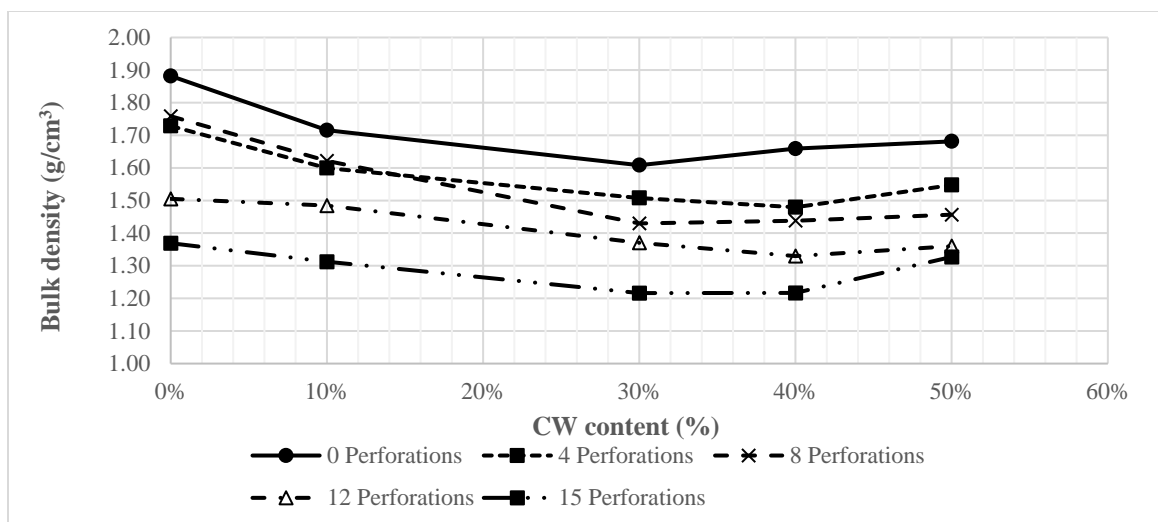 2.00
1.90
1.80
1.70
1.60
1.50
1.40
1.30
1.20
1.10
1.00
Bulk density (g/cm³)
0% 10% 20% 30% 40% 50% 60%
CW content (%)
0 Perforations 4 Perforations 8 Perforations
12 Perforations 15 Perforations